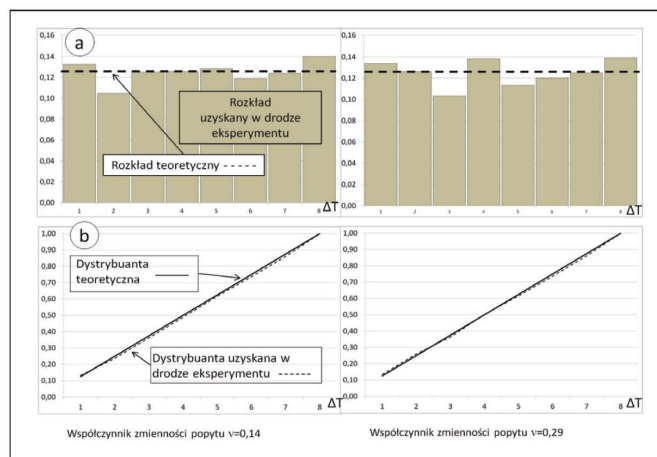 a
0,16
0,14
0,12
0,10
0,08
0,06
0,04
0,02
0,00
Rozkład
uzyskany w drodze
eksperymentu
Rozkład teoretyczny -----
1 2 3 4 5 6 7 8 ΔT
0,16
0,14
0,12
0,10
0,08
0,06
0,04
0,02
0,00
1 2 3 4 5 6 7 8 ΔT
b
1,00
0,90
0,80
0,70
0,60
0,50
0,40
0,30
0,20
0,10
0,00
Dystrybuanta
teoretyczna
Dystrybuanta uzyskana w
drodze eksperymentu -----
1 2 3 4 5 6 7 8 ΔT
1,00
0,90
0,80
0,70
0,60
0,50
0,40
0,30
0,20
0,10
0,00
1 2 3 4 5 6 7 8 ΔT
Współczynnik zmienności popytu ν=0,14
Współczynnik zmienności popytu ν=0,29